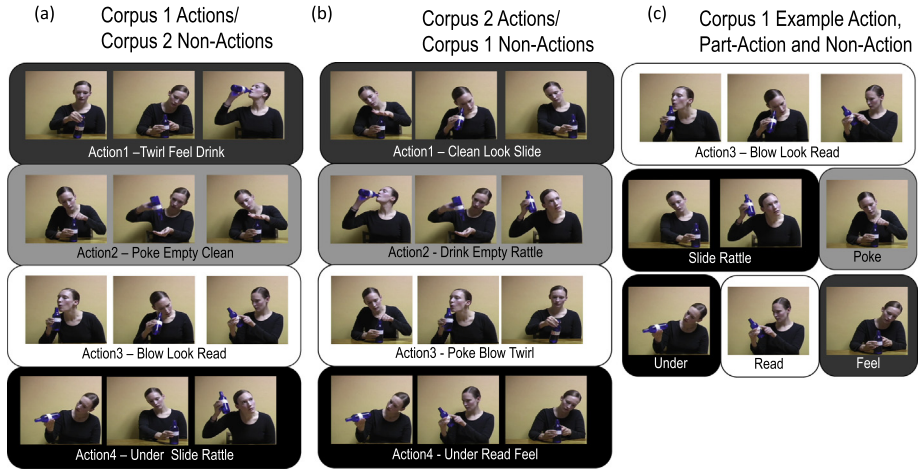 (a)
Corpus 1 Actions/
Corpus 2 Non-Actions
Action1 –Twirl Feel Drink
Action2 – Poke Empty Clean
Action3 – Blow Look Read
Action4 – Under Slide Rattle
(b)
Corpus 2 Actions/
Corpus 1 Non-Actions
Action1 – Clean Look Slide
Action2 - Drink Empty Rattle
Action3 - Poke Blow Twirl
Action4 - Under Read Feel
(c)
Corpus 1 Example Action,
Part-Action and Non-Action
Action3 – Blow Look Read
Slide Rattle
Poke
Under
Read
Feel